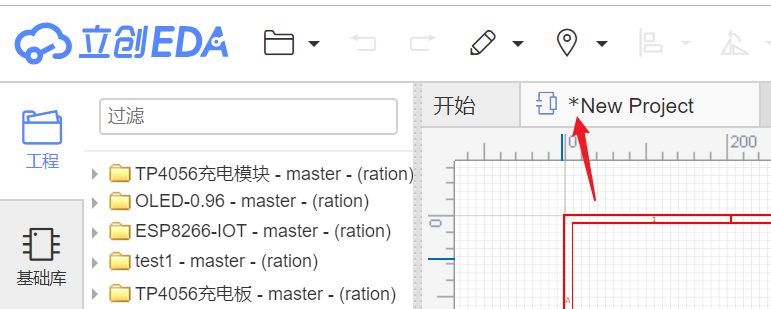 立创EDA
开始
*New Project
过滤
工程
TP4056充电模块 - master - (ration)
OLED-0.96 - master - (ration)
ESP8266-IOT - master - (ration)
test1 - master - (ration)
TP4056充电板 - master - (ration)
基础库
0
200
0
1
A